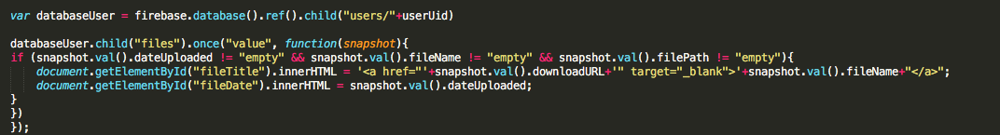 var databaseUser = firebase.database().ref().child("users/"+userUid)
databaseUser.child("files").once("value", function(snapshot){
if (snapshot.val().dateUploaded != "empty" && snapshot.val().fileName != "empty" && snapshot.val().filePath != "empty"){
document.getElementById("fileTitle").innerHTML = '<a href="'+snapshot.val().downloadURL+'" target="_blank">'+snapshot.val().fileName+"</a>";
document.getElementById("fileDate").innerHTML = snapshot.val().dateUploaded;
}
})
});